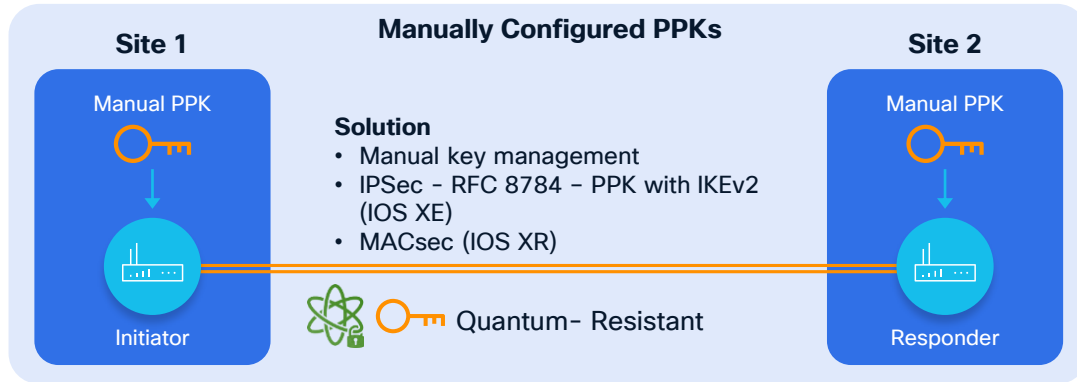 Manually Configured PPKs
Site 1
Manual PPK
Initiator
Solution
• Manual key management
• IPSec - RFC 8784 – PPK with IKEv2
(IOS XE)
• MACsec (IOS XR)
Quantum- Resistant
Site 2
Manual PPK
Responder